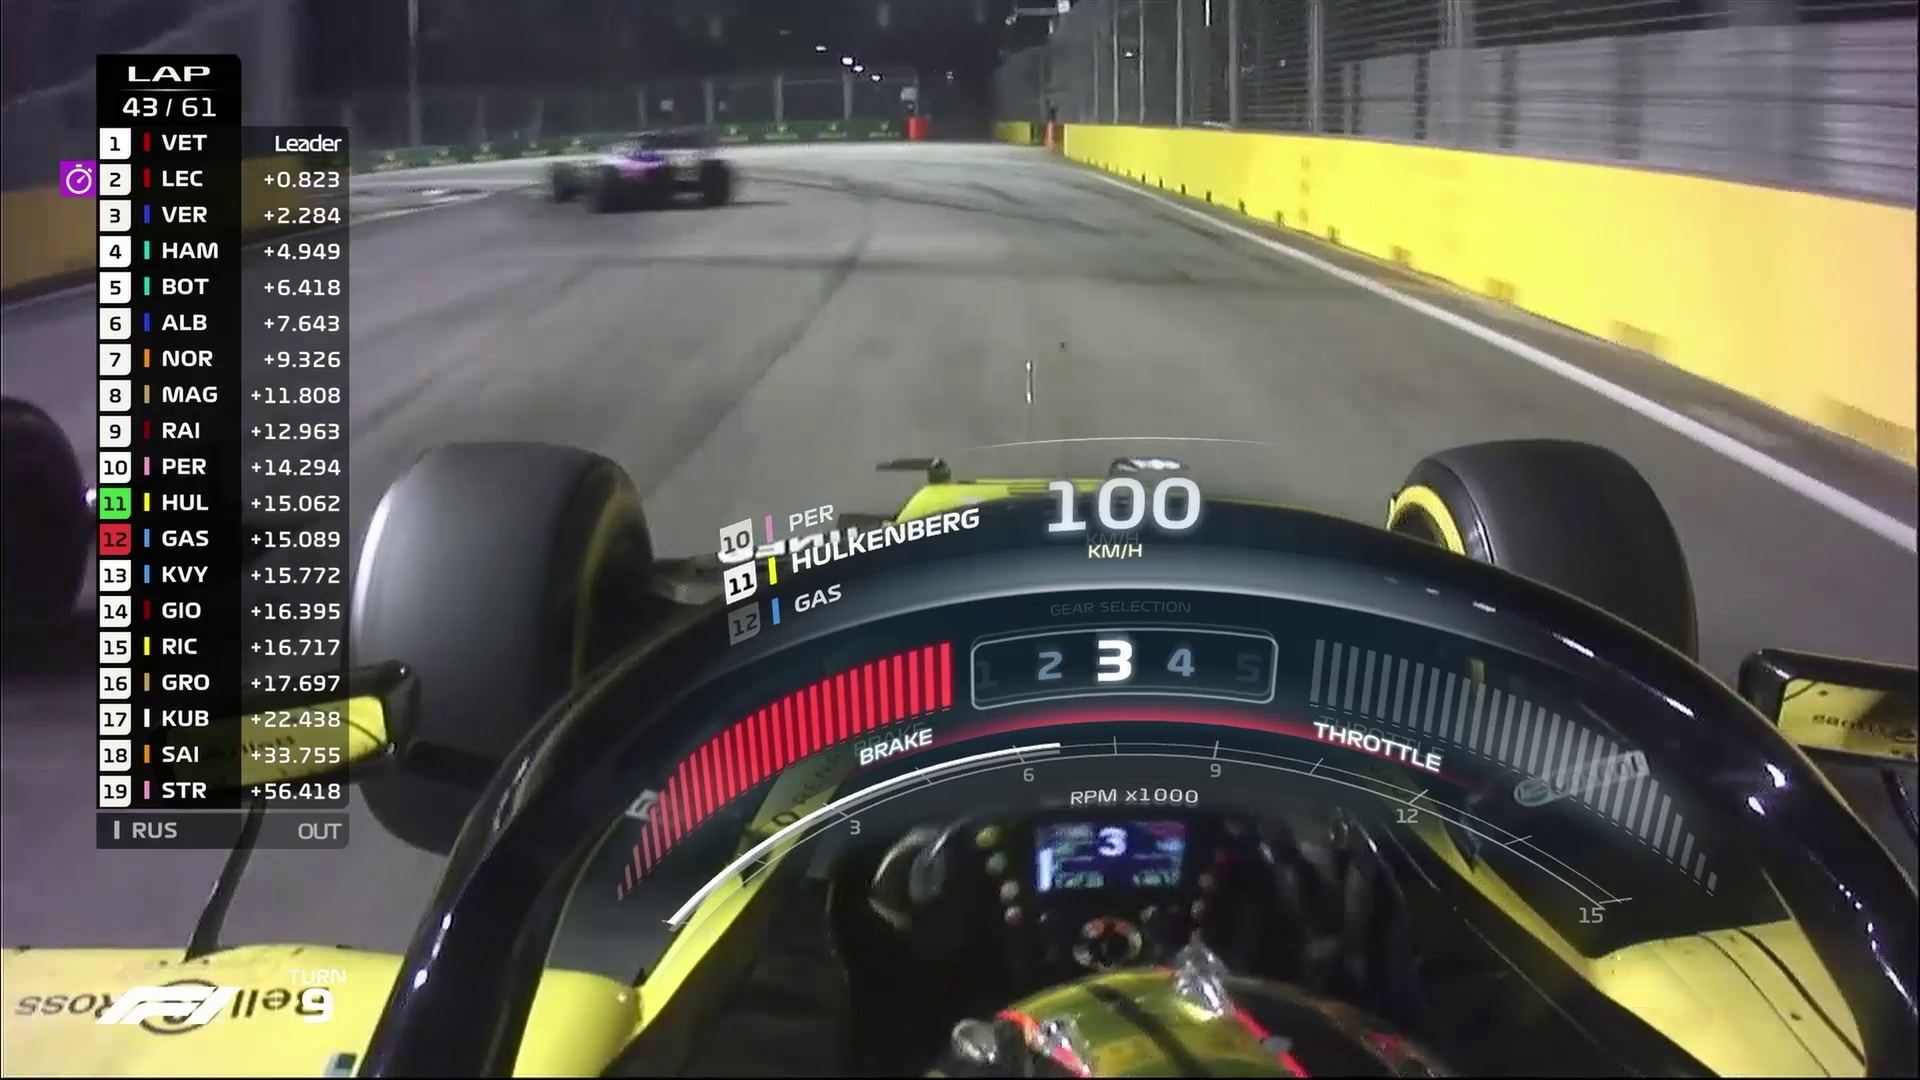 LAP
43 / 61
1 VET Leader
2 LEC +0.823
3 VER +2.284
4 HAM +4.949
5 BOT +6.418
6 ALB +7.643
7 NOR +9.326
8 MAG +11.808
9 RAI +12.963
10 PER +14.294
11 HUL +15.062
12 GAS +15.089
13 KVY +15.772
14 GIO +16.395
15 RIC +16.717
16 GRO +17.697
17 KUB +22.438
18 SAI +33.755
19 STR +56.418
RUS OUT
10 PER
11 HULKENBERG
12 GAS
100
KM/H
GEAR SELECTION
1 2 3 4 5
BRAKE
THROTTLE
3 6 9 12 15
RPM x1000
3
Bell & Ross
F1
TURN
9